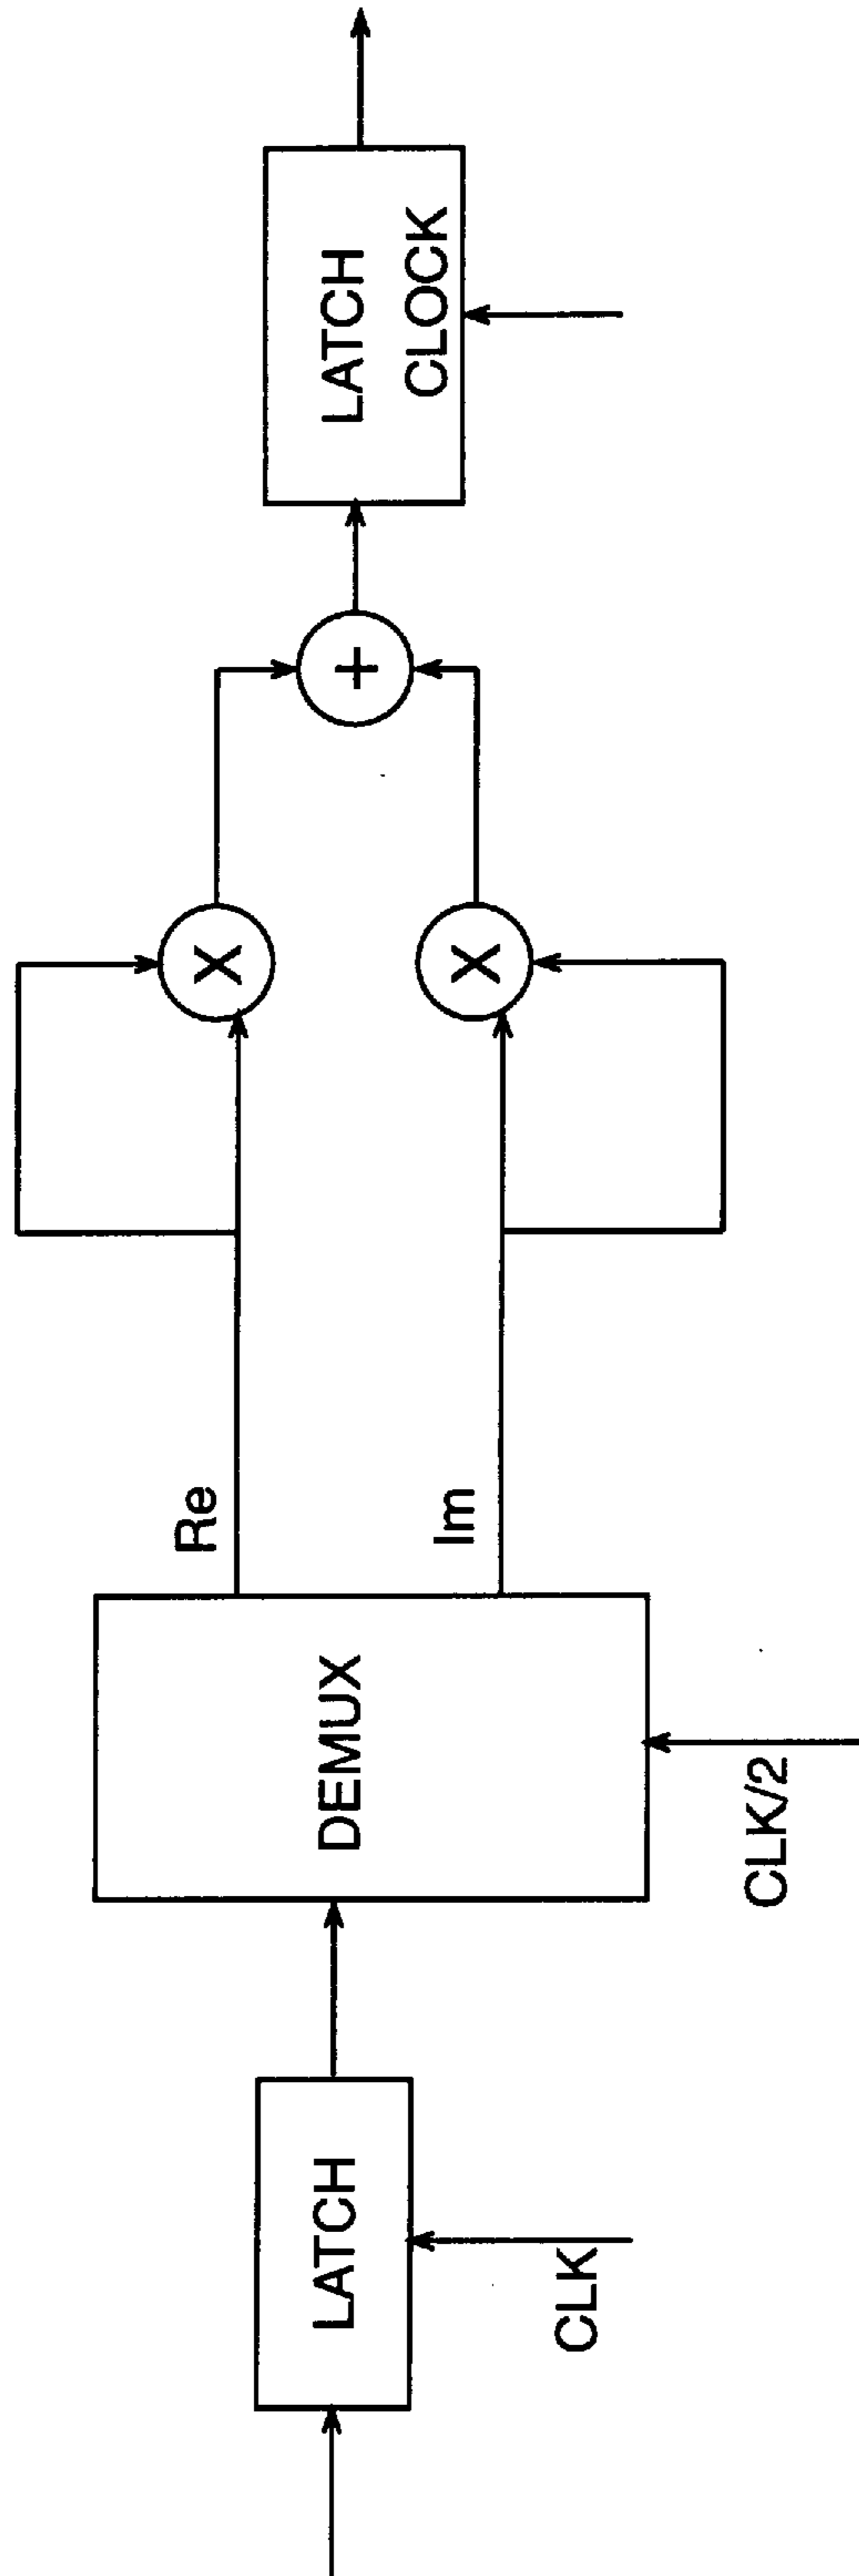 LATCH
CLK
DEMUX
CLK/2
Re
Im
X
X
+
LATCH
CLOCK